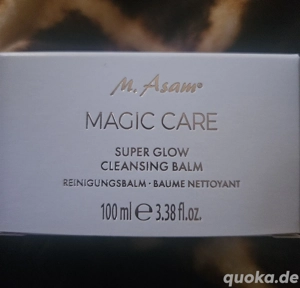 M. Asam®
MAGIC CARE
SUPER GLOW
CLEANSING BALM
REINIGUNGSBALM · BAUME NETTOYANT
100 ml ℮ 3.38 fl.oz.
quoka.de